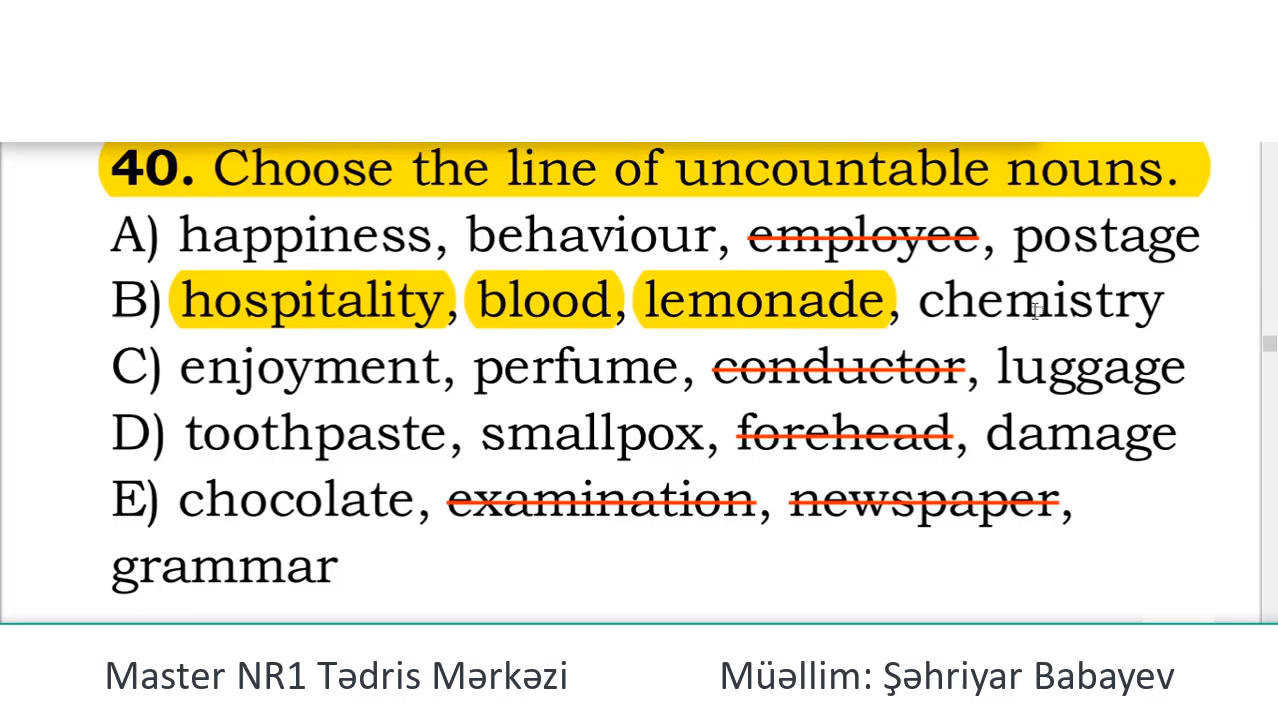 40. Choose the line of uncountable nouns.
A) happiness, behaviour, employee, postage
B) hospitality, blood, lemonade, chemistry
C) enjoyment, perfume, conductor, luggage
D) toothpaste, smallpox, forehead, damage
E) chocolate, examination, newspaper,
grammar
Master NR1 Tədris Mərkəzi Müəllim: Şəhriyar Babayev